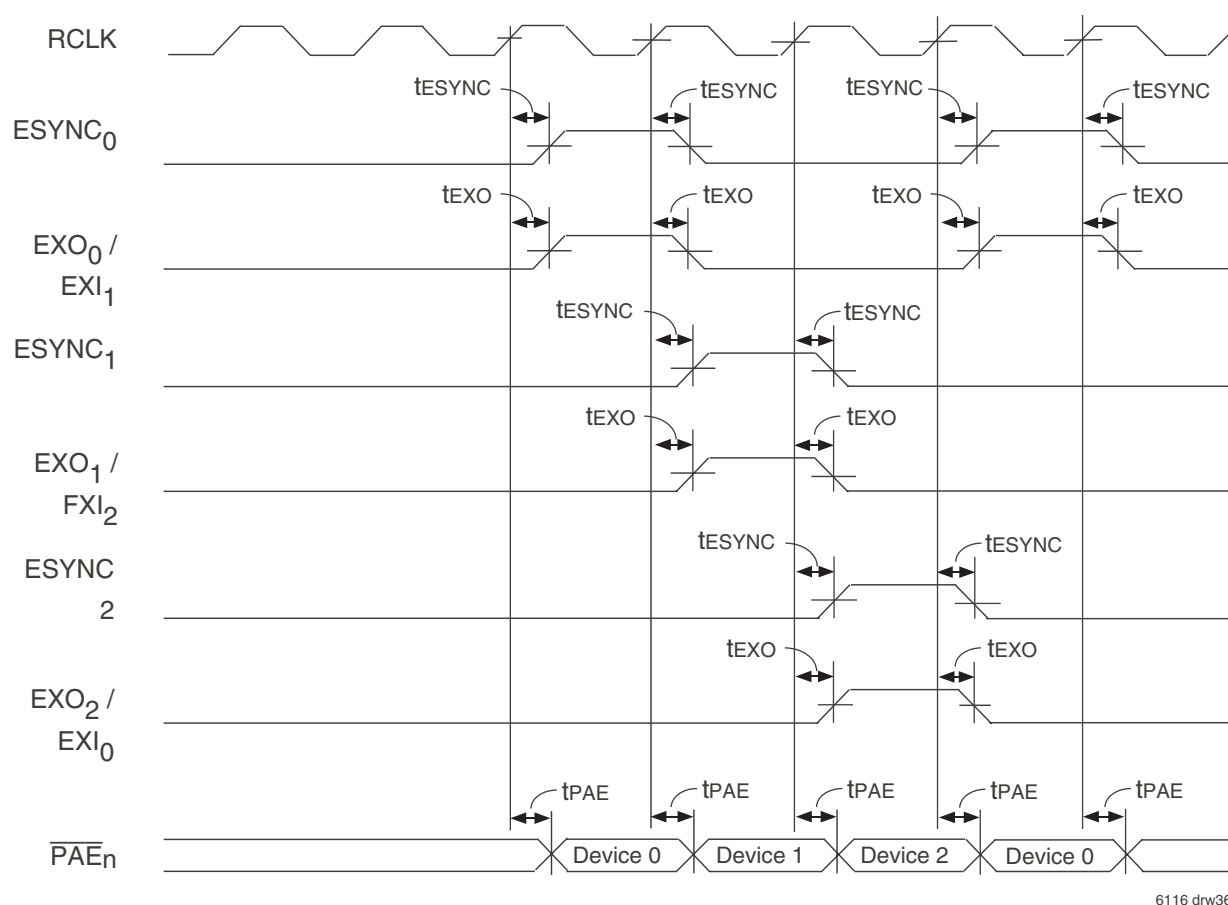 RCLK
tESYNC tESYNC tESYNC tESYNC
ESYNC0
tEXO tEXO tEXO tEXO
EXO0 /
EXI1
tESYNC tESYNC
ESYNC1
tEXO tEXO
EXO1 /
FXI2
tESYNC tESYNC
ESYNC
2
tEXO tEXO
EXO2 /
EXI0
tPAE tPAE tPAE tPAE tPAE
PAEn Device 0 Device 1 Device 2 Device 0
6116 drw36